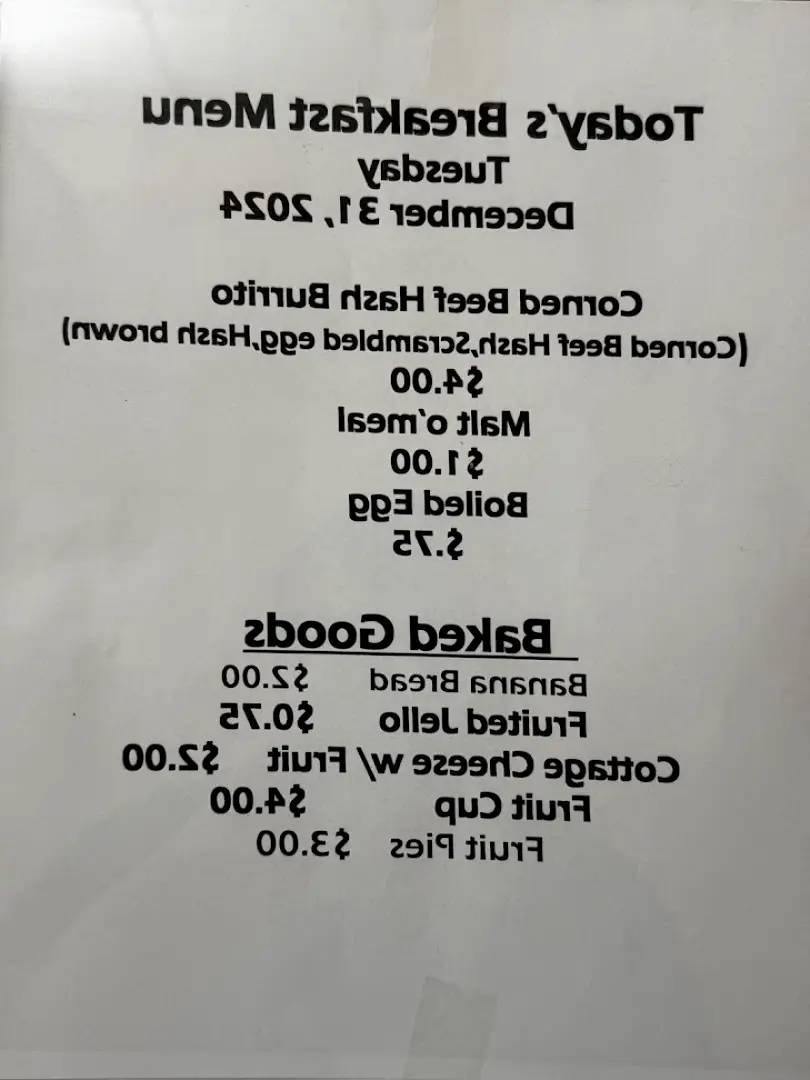 Today's Breakfast Menu
Tuesday
December 31, 2024
Corned Beef Hash Burrito
(Corned Beef Hash,Scrambled egg,Hash brown)
$4.00
Malt o'meal
$1.00
Boiled Egg
$.75
Baked Goods
Banana Bread $2.00
Fruited Jello $0.75
Cottage Cheese w/ Fruit $2.00
Fruit Cup $4.00
Fruit Pies $3.00